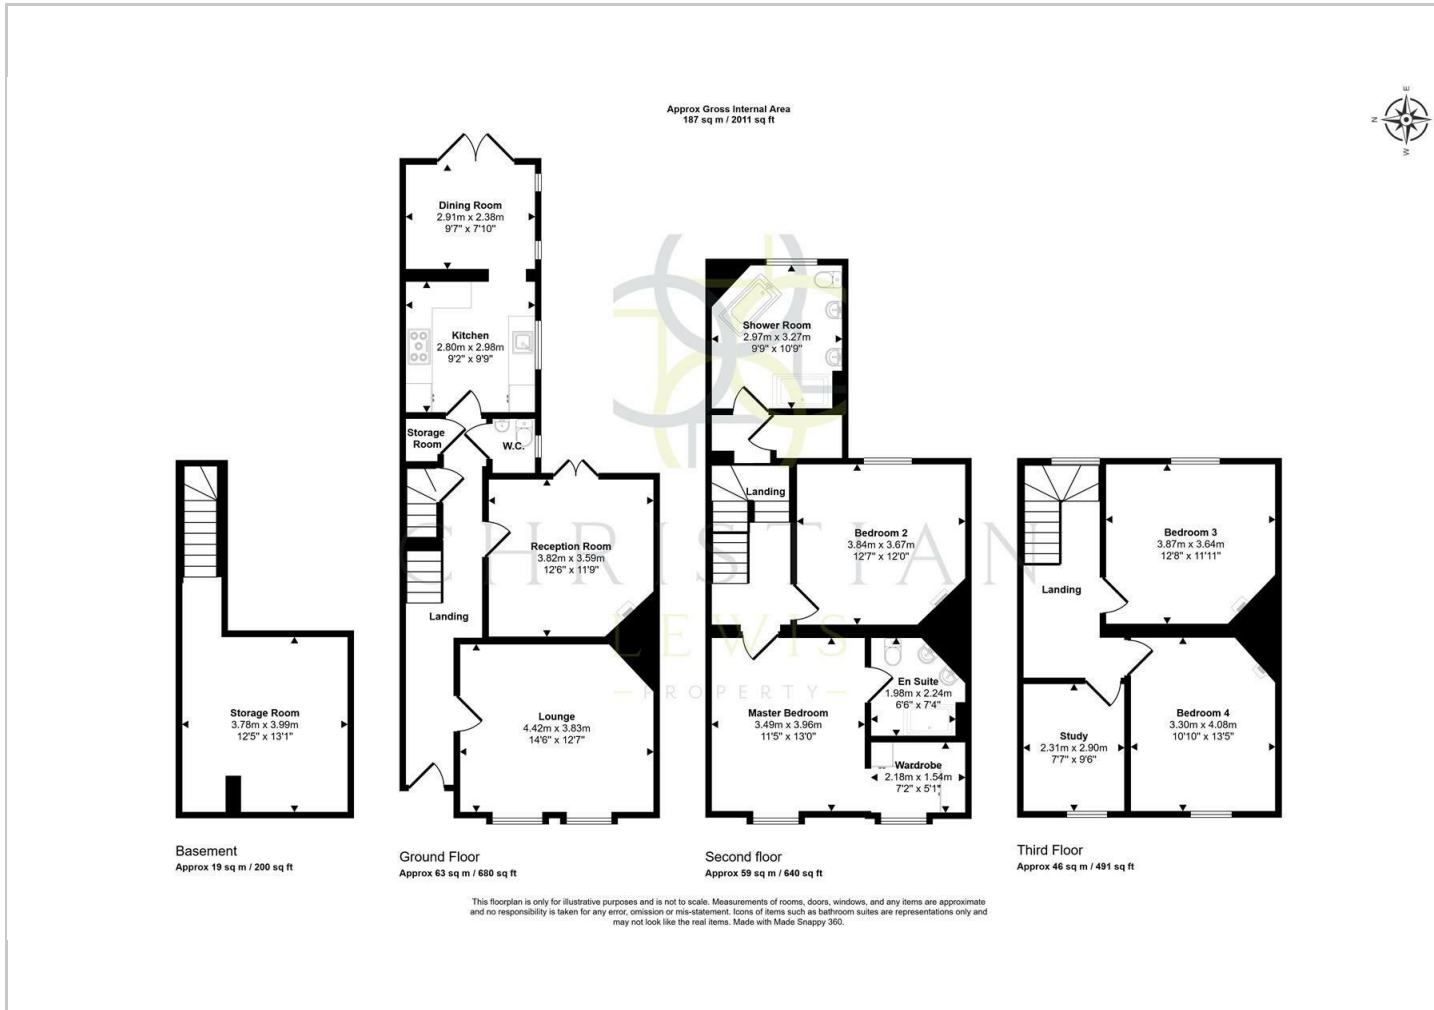 Approx Gross Internal Area
187 sq m / 2011 sq ft
E
N
W
Dining Room
2.91m x 2.38m
9'7" x 7'10"
Kitchen
2.80m x 2.98m
9'2" x 9'9"
Storage
Room
W.C.
Reception Room
3.82m x 3.59m
12'6" x 11'9"
Landing
Lounge
4.42m x 3.83m
14'6" x 12'7"
Storage Room
3.78m x 3.99m
12'5" x 13'1"
Shower Room
2.97m x 3.27m
9'9" x 10'9"
Landing
Bedroom 2
3.84m x 3.67m
12'7" x 12'0"
En Suite
1.98m x 2.24m
6'6" x 7'4"
Master Bedroom
3.49m x 3.96m
11'5" x 13'0"
Wardrobe
2.18m x 1.54m
7'2" x 5'1"
Bedroom 3
3.87m x 3.64m
12'8" x 11'11"
Landing
Study
2.31m x 2.90m
7'7" x 9'6"
Bedroom 4
3.30m x 4.08m
10'10" x 13'5"
CHRISTIAN
LEWIS
PROPERTY
Basement
Approx 19 sq m / 200 sq ft
Ground Floor
Approx 63 sq m / 680 sq ft
Second floor
Approx 59 sq m / 640 sq ft
Third Floor
Approx 46 sq m / 491 sq ft
This floorplan is only for illustrative purposes and is not to scale. Measurements of rooms, doors, windows, and any items are approximate
and no responsibility is taken for any error, omission or mis-statement. Icons of items such as bathroom suites are representations only and
may not look like the real items. Made with Made Snappy 360.